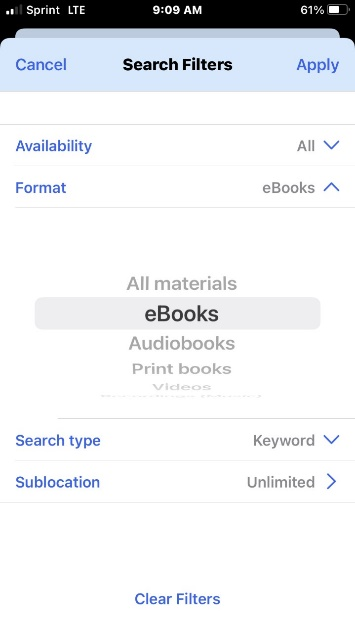 Sprint LTE 9:09 AM 61%
Cancel Search Filters Apply
Availability All
Format eBooks
All materials
eBooks
Audiobooks
Print books
Videos
Search type Keyword
Sublocation Unlimited
Clear Filters